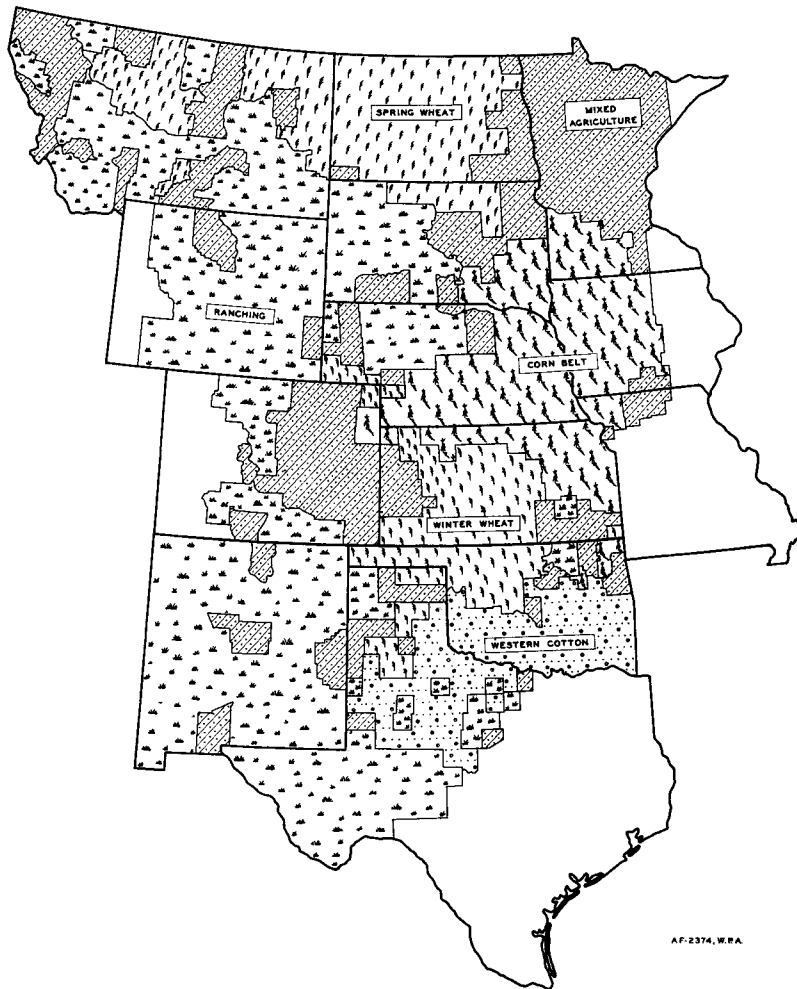 SPRING WHEAT
MIXED
AGRICULTURE
RANCHING
CORN BELT
WINTER WHEAT
WESTERN COTTON
AF-2374, W.P.A.